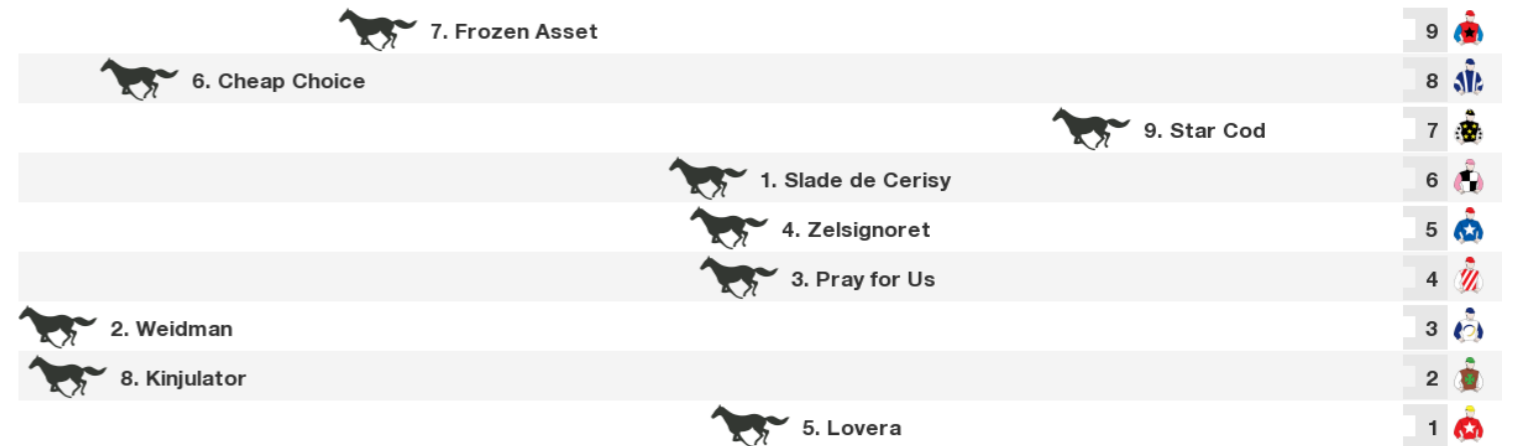 7. Frozen Asset 9
6. Cheap Choice 8
9. Star Cod 7
1. Slade de Cerisy 6
4. Zelsignoret 5
3. Pray for Us 4
2. Weidman 3
8. Kinjulator 2
5. Lovera 1